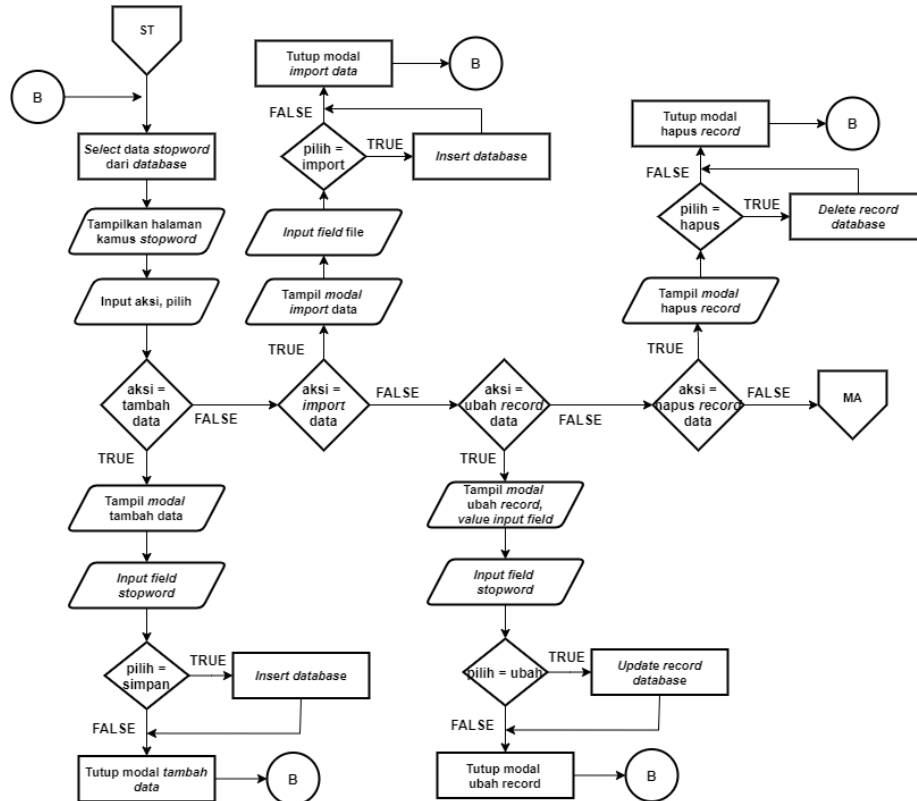 ST
B
Select data stopword
dari database
Tampilkan halaman
kamus stopword
Input aksi, pilih
aksi =
tambah
data
FALSE
TRUE
Tampil modal
tambah data
Input field
stopword
pilih =
simpan
TRUE
Insert database
FALSE
Tutup modal tambah
data
B
aksi =
import
data
TRUE
FALSE
Tampil modal
import data
Input field file
pilih =
import
TRUE
Insert database
FALSE
Tutup modal
import data
B
aksi =
ubah record
data
FALSE
TRUE
Tampil modal
ubah record,
value input field
Input field
stopword
pilih = ubah
TRUE
Update record
database
FALSE
Tutup modal
ubah record
B
aksi =
hapus record
data
TRUE
FALSE
MA
Tampil modal
hapus record
pilih =
hapus
TRUE
Delete record
database
FALSE
Tutup modal
hapus record
B